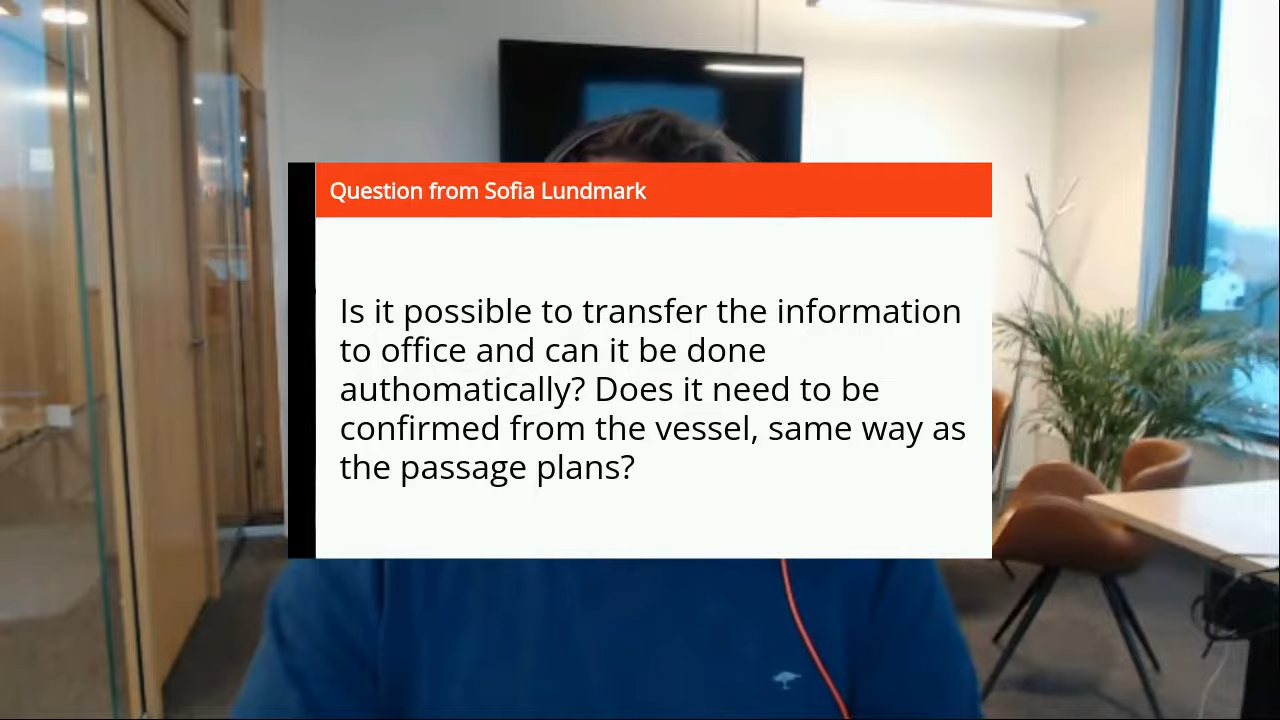 Question from Sofia Lundmark
Is it possible to transfer the information
to office and can it be done
authomatically? Does it need to be
confirmed from the vessel, same way as
the passage plans?